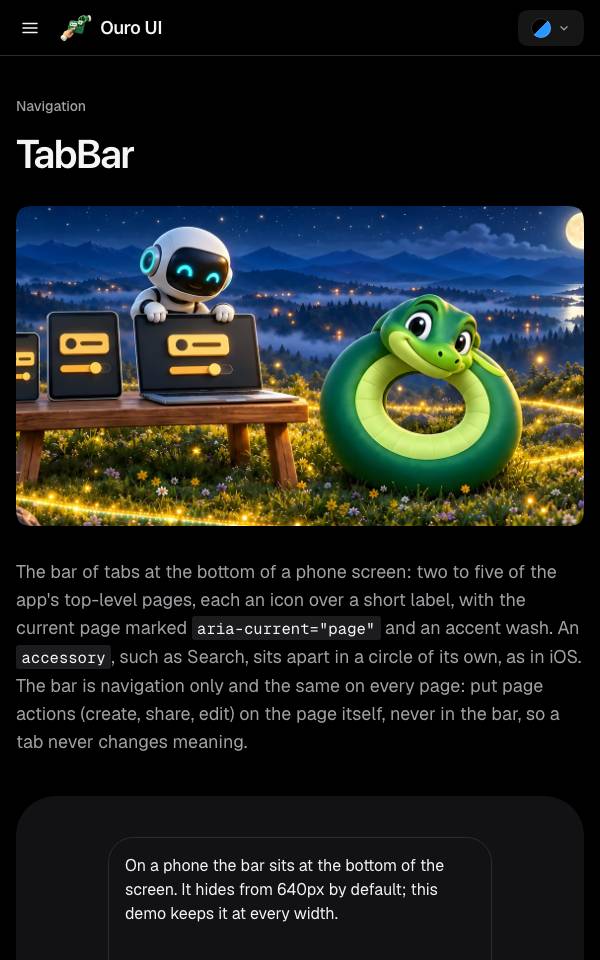 Ouro UI
Navigation
TabBar
The bar of tabs at the bottom of a phone screen: two to five of the
app's top-level pages, each an icon over a short label, with the
current page marked aria-current="page" and an accent wash. An
accessory, such as Search, sits apart in a circle of its own, as in iOS.
The bar is navigation only and the same on every page: put page
actions (create, share, edit) on the page itself, never in the bar, so a
tab never changes meaning.
On a phone the bar sits at the bottom of the
screen. It hides from 640px by default; this
demo keeps it at every width.